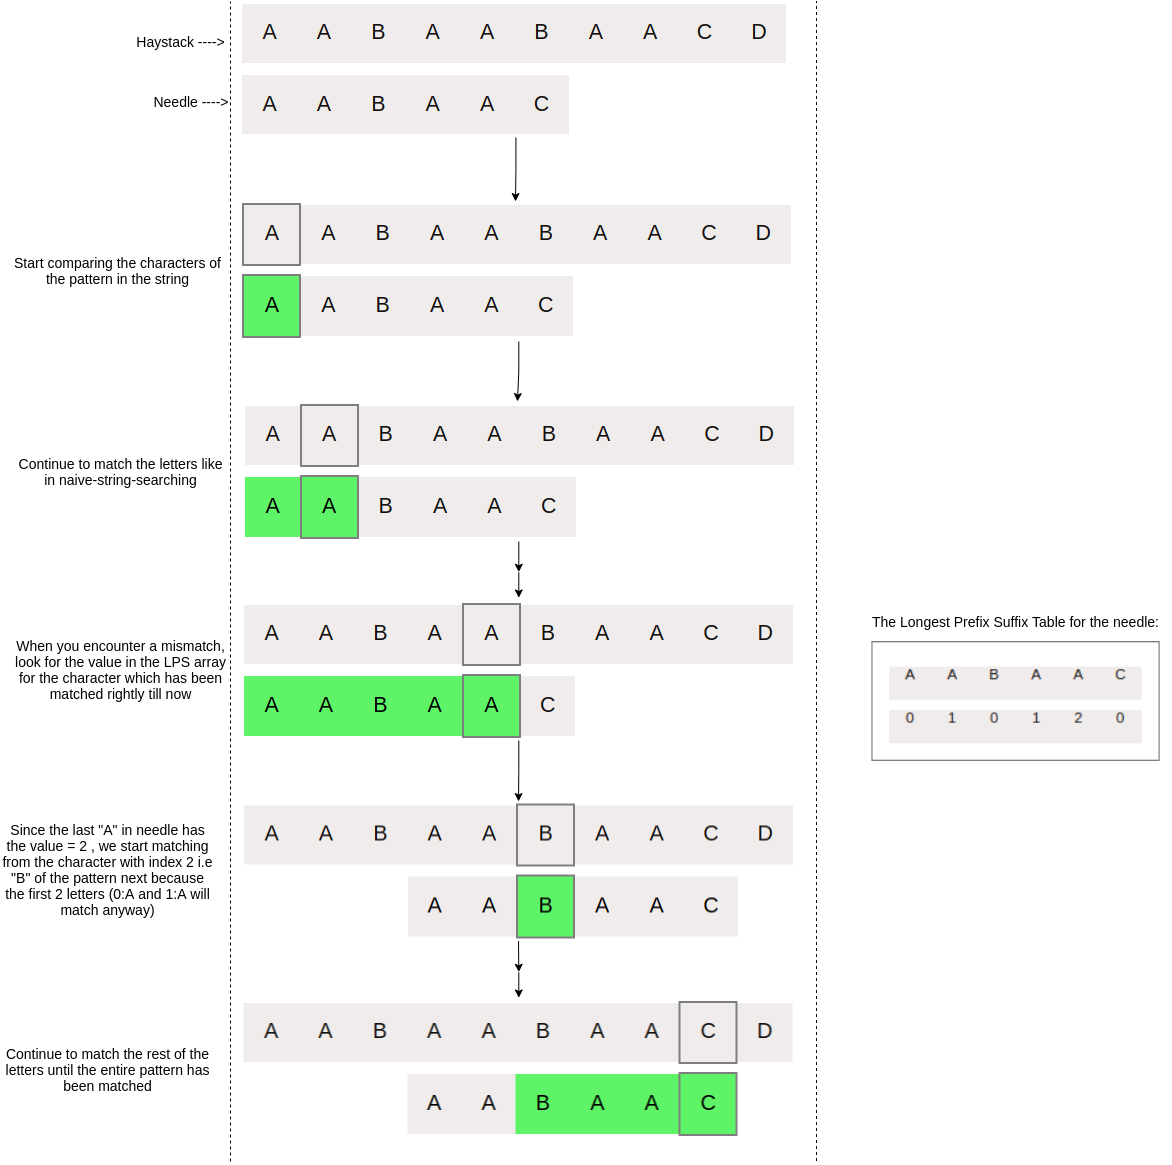 A A B A A B A A C D
Haystack ---->
Needle ---->
A A B A A C
A A B A A B A A C D
Start comparing the characters of
the pattern in the string
A A B A A C
A A B A A B A A C D
Continue to match the letters like
in naive-string-searching
A A B A A C
A A B A A B A A C D
When you encounter a mismatch,
look for the value in the LPS array
for the character which has been
matched rightly till now
A A B A A C
The Longest Prefix Suffix Table for the needle:
A A B A A C
0 1 0 1 2 0
A A B A A B A A C D
Since the last "A" in needle has
the value = 2 , we start matching
from the character with index 2 i.e
"B" of the pattern next because
the first 2 letters (0:A and 1:A will
match anyway)
A A B A A C
A A B A A B A A C D
Continue to match the rest of the
letters until the entire pattern has
been matched
A A B A A C